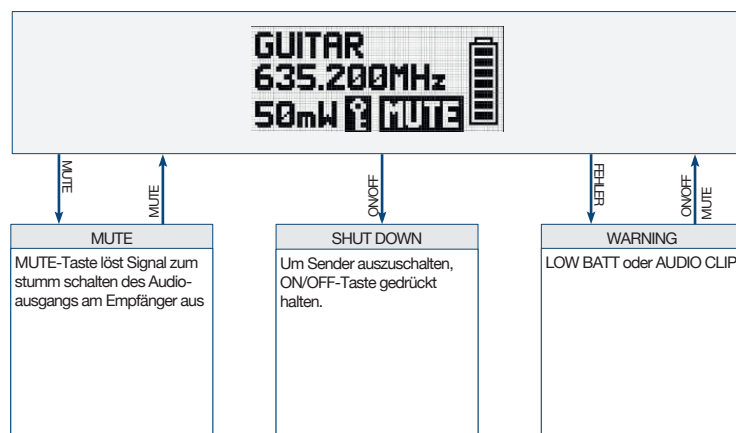 GUITAR
635.200MHz
50mW MUTE
MUTE
MUTE
ON/OFF
FEHLER
ON/OFF
MUTE
MUTE
MUTE-Taste löst Signal zum
stumm schalten des Audio-
ausgangs am Empfänger aus
SHUT DOWN
Um Sender auszuschalten,
ON/OFF-Taste gedrückt
halten.
WARNING
LOW BATT oder AUDIO CLIP